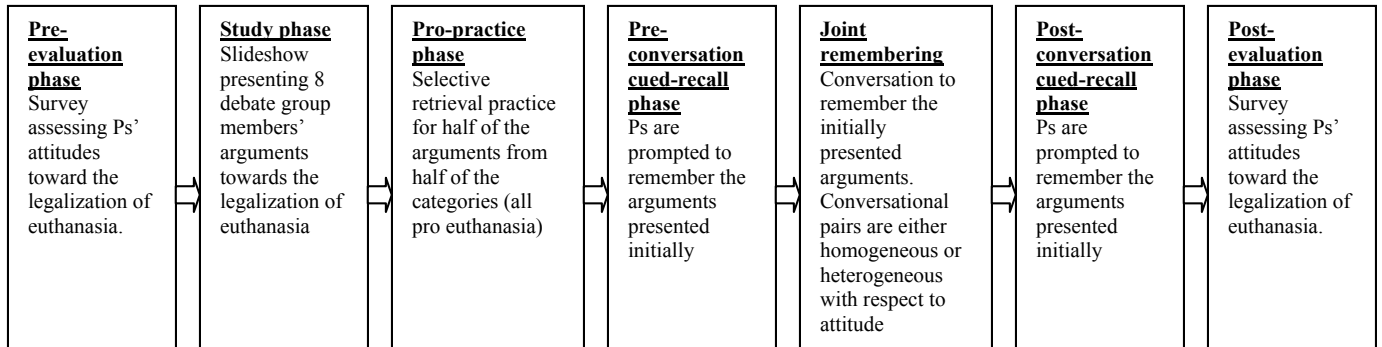 Pre-
evaluation
phase
Survey
assessing Ps’
attitudes
toward the
legalization of
euthanasia.
Study phase
Slideshow
presenting 8
debate group
members’
arguments
towards the
legalization of
euthanasia
Pro-practice
phase
Selective
retrieval practice
for half of the
arguments from
half of the
categories (all
pro euthanasia)
Pre-
conversation
cued-recall
phase
Ps are
prompted to
remember the
arguments
presented
initially
Joint
remembering
Conversation to
remember the
initially
presented
arguments.
Conversational
pairs are either
homogeneous or
heterogeneous
with respect to
attitude
Post-
conversation
cued-recall
phase
Ps are
prompted to
remember the
arguments
presented
initially
Post-
evaluation
phase
Survey
assessing Ps’
attitudes
toward the
legalization of
euthanasia.